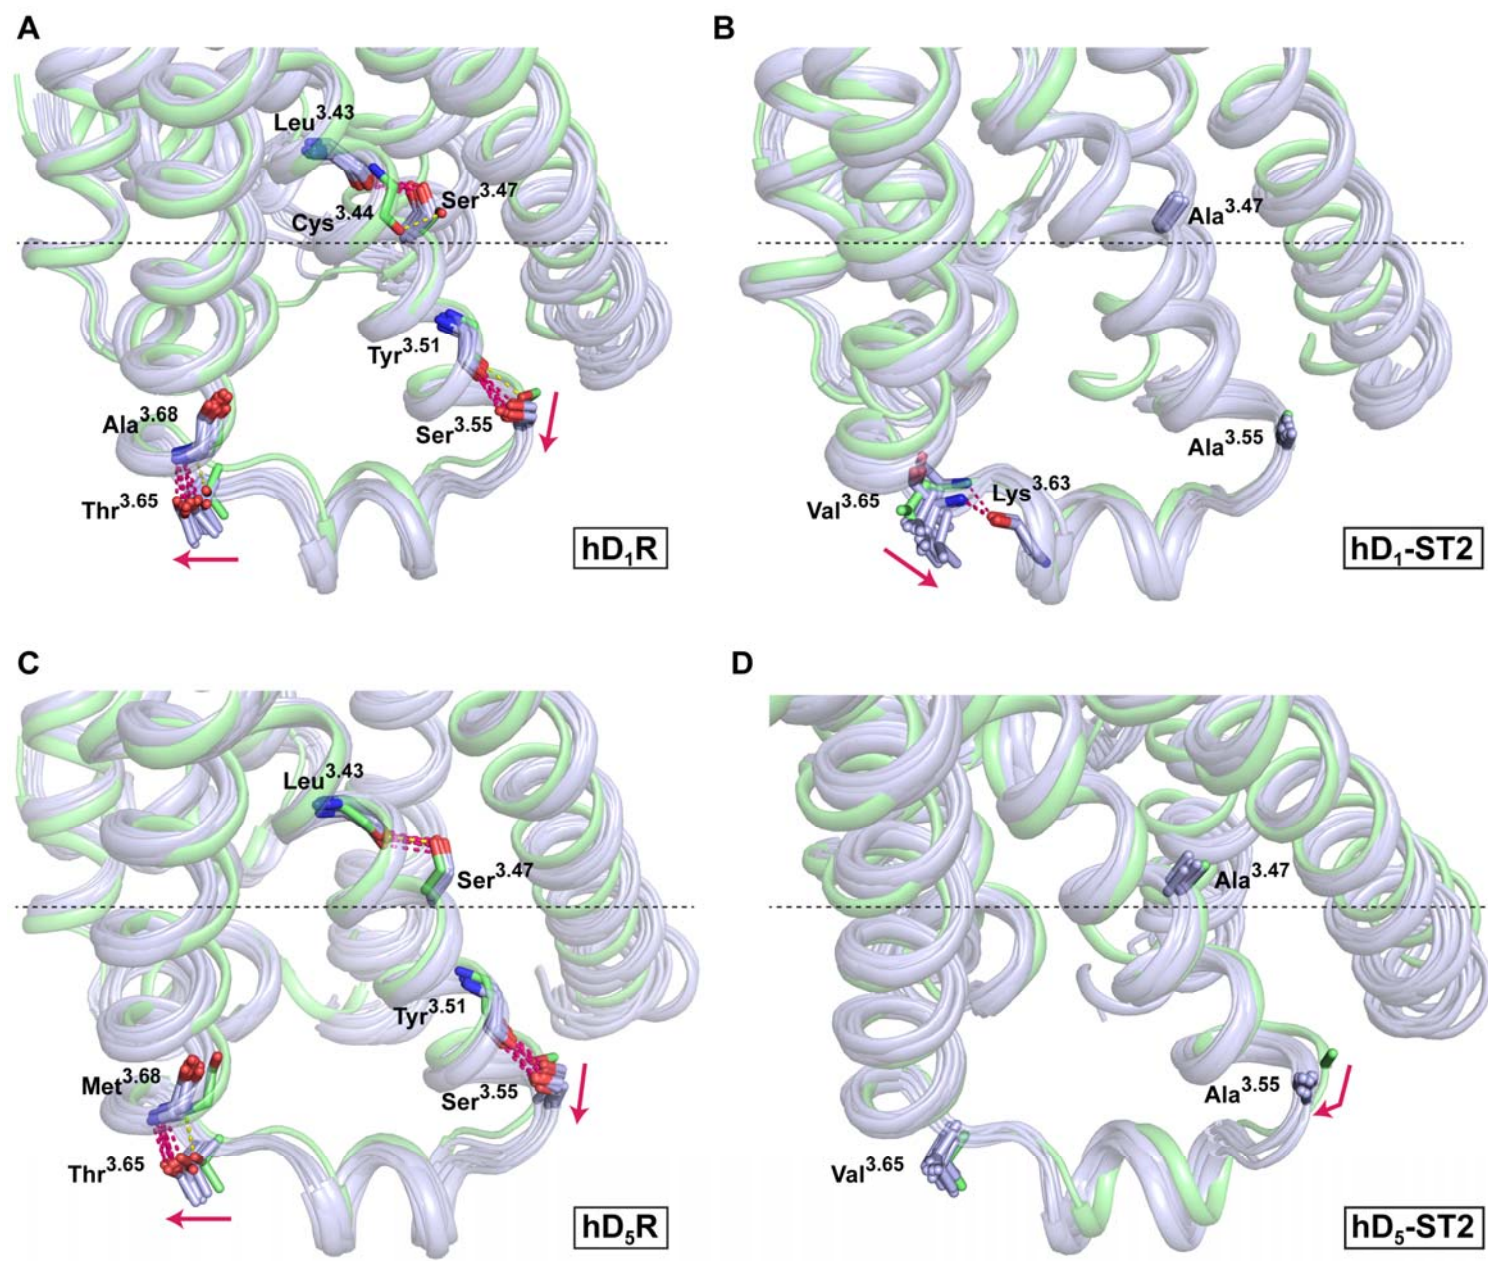 A
B
Leu3.43
Ser3.47
Cys3.44
Ala3.47
Tyr3.51
Ala3.68
Ser3.55
Ala3.55
Thr3.65
Val3.65
Lys3.63
hD1R
hD1-ST2
C
D
Leu3.43
Ser3.47
Ala3.47
Tyr3.51
Met3.68
Ser3.55
Ala3.55
Thr3.65
Val3.65
hD5R
hD5-ST2